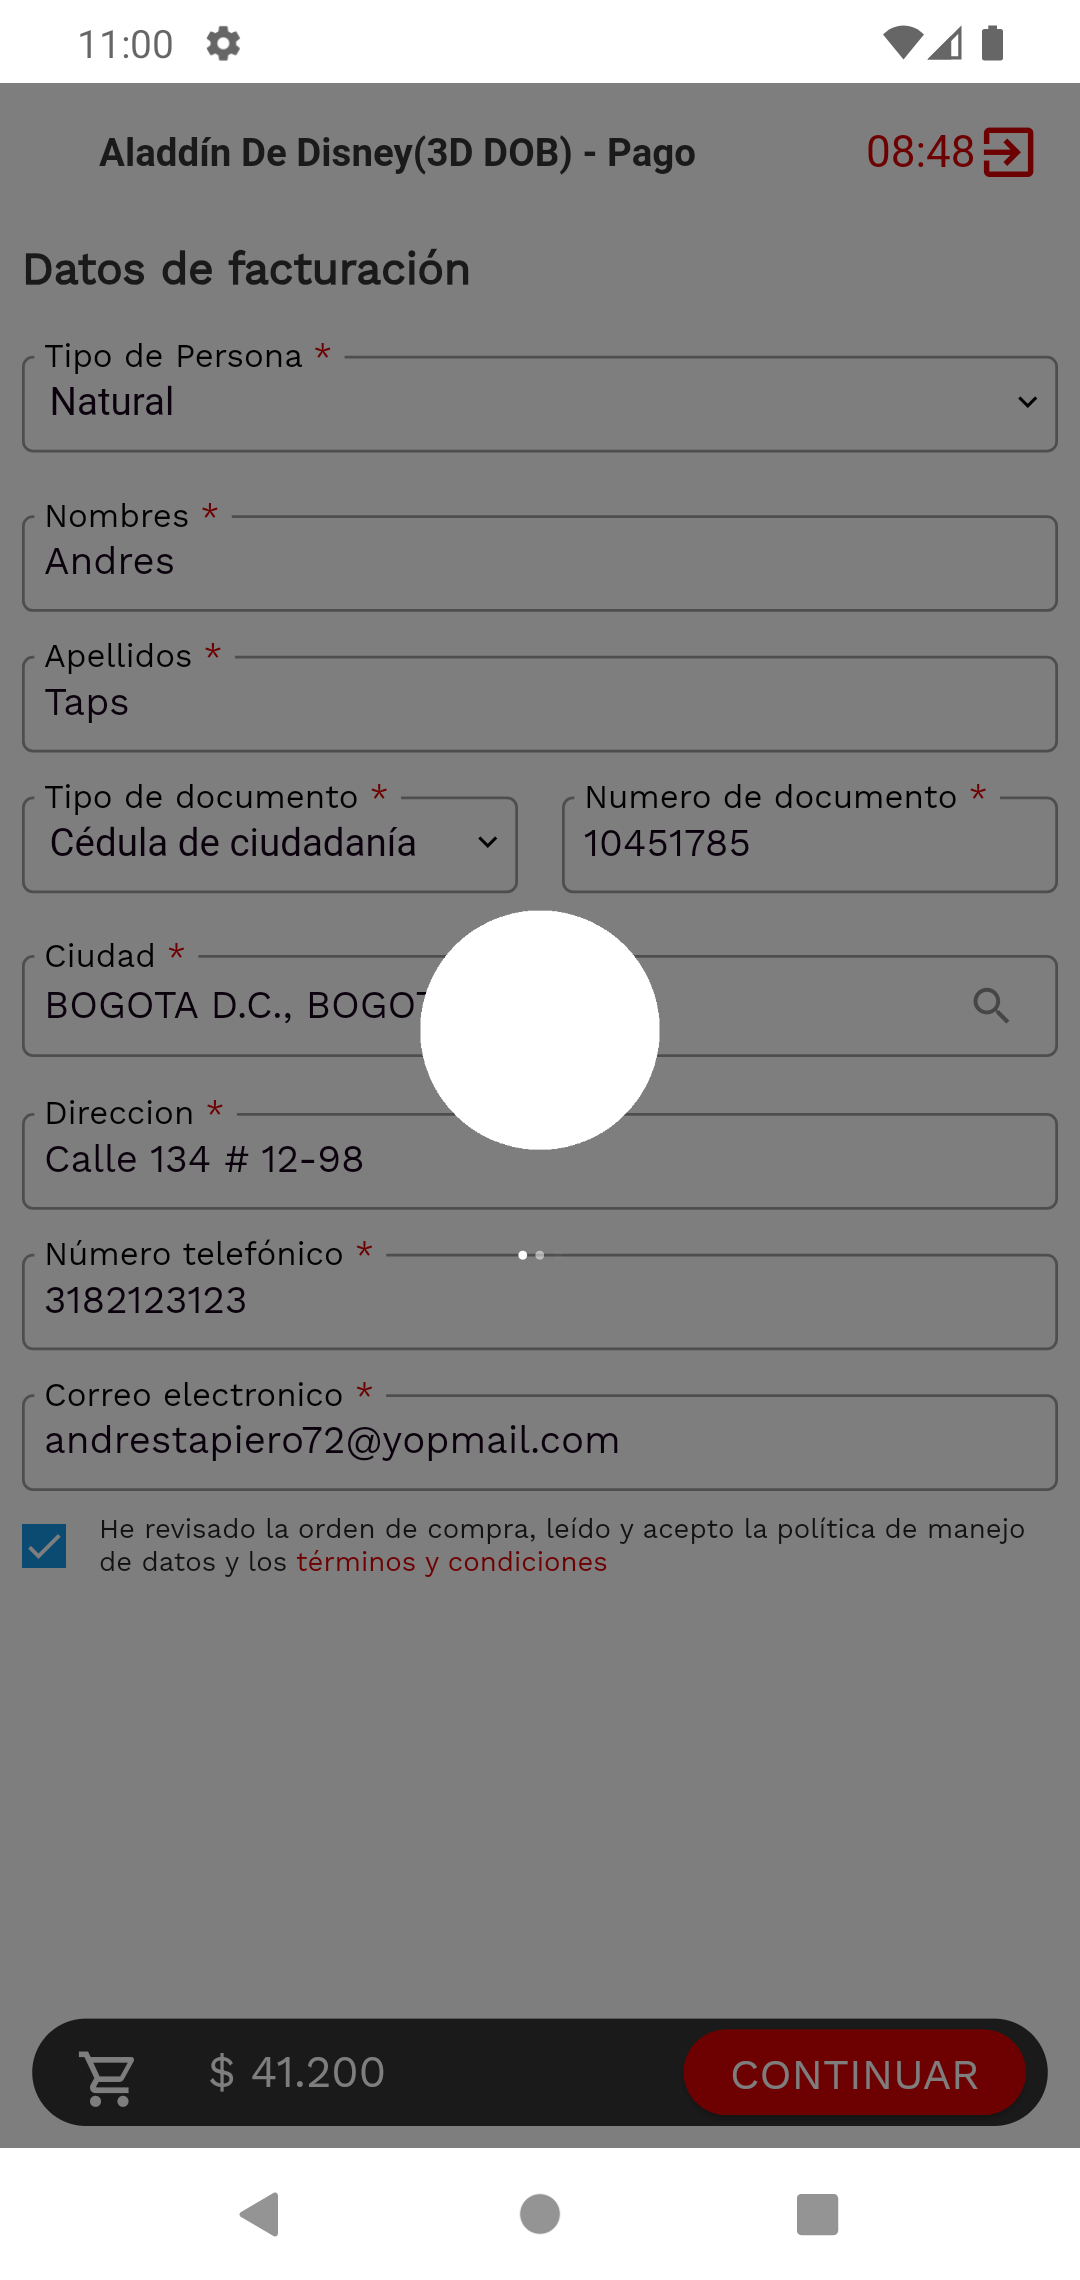 11:00
Aladdín De Disney(3D DOB) - Pago
08:48
Datos de facturación
Tipo de Persona *
Natural
Nombres *
Andres
Apellidos *
Taps
Tipo de documento *
Cédula de ciudadanía
Numero de documento *
10451785
Ciudad *
BOGOTA D.C.,
Direccion *
Calle 134 # 12-98
Número telefónico *
3182123123
Correo electronico *
andrestapiero72@yopmail.com
He revisado la orden de compra, leído y acepto la política de manejo
de datos y los términos y condiciones
$ 41.200
CONTINUAR